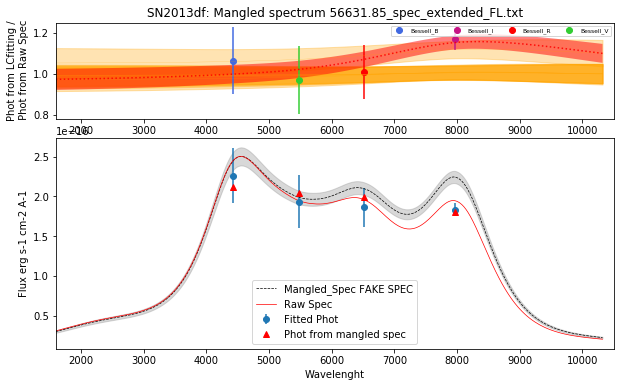 SN2013df: Mangled spectrum 56631.85_spec_extended_FL.txt
Phot from LCfitting /
Phot from Raw Spec
1.2
1.0
0.8
Bessell_B
Bessell_I
Bessell_R
Bessell_V
2000 3000 4000 5000 6000 7000 8000 9000 10000
1e−16
Flux erg s-1 cm-2 A-1
2.5
2.0
1.5
1.0
0.5
Mangled_Spec FAKE SPEC
Raw Spec
Fitted Phot
Phot from mangled spec
2000 3000 4000 5000 6000 7000 8000 9000 10000
Wavelenght